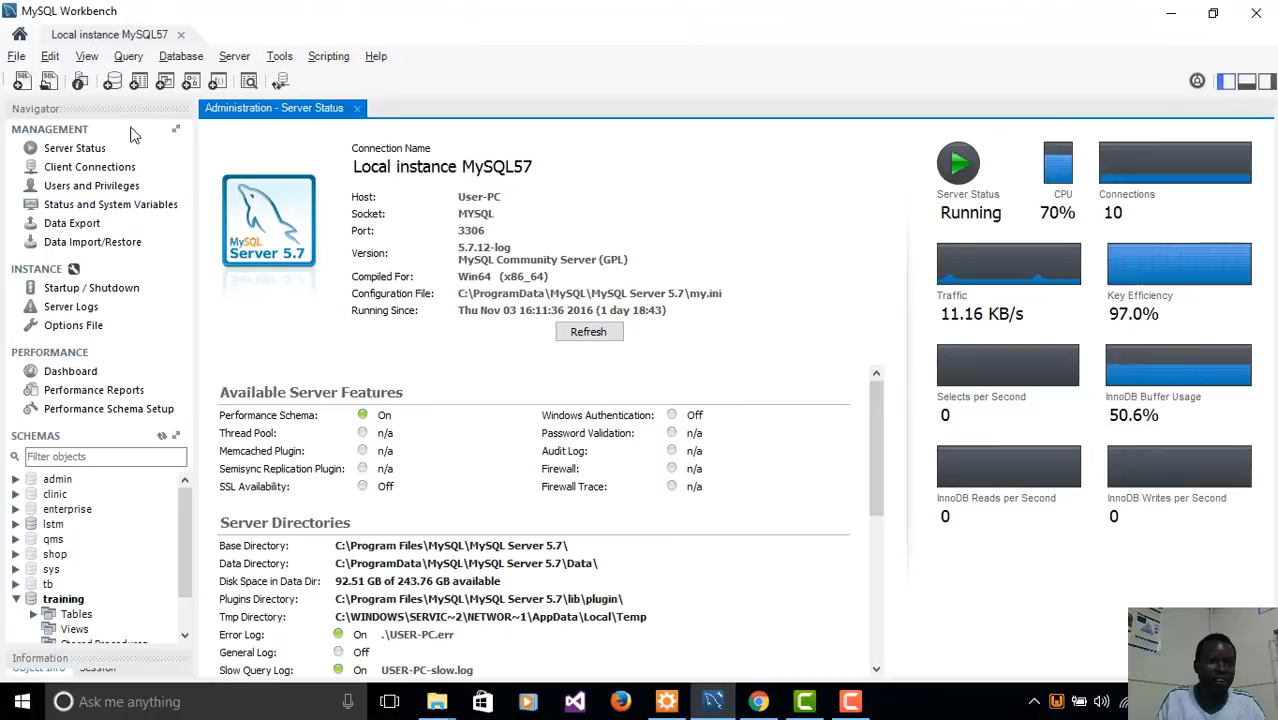 MySQL Workbench
Local instance MySQL57
File Edit View Query Database Server Tools Scripting Help
Navigator
MANAGEMENT
Server Status
Client Connections
Users and Privileges
Status and System Variables
Data Export
Data Import/Restore
INSTANCE
Startup / Shutdown
Server Logs
Options File
PERFORMANCE
Dashboard
Performance Reports
Performance Schema Setup
SCHEMAS
Filter objects
admin
clinic
enterprise
lstm
qms
shop
sys
tb
training
Tables
Views
Stored Procedures
Information
Object Info Session
Administration - Server Status
MySQL
Server 5.7
Connection Name
Local instance MySQL57
Host: User-PC
Socket: MYSQL
Port: 3306
Version: 5.7.12-log
MySQL Community Server (GPL)
Compiled For: Win64 (x86_64)
Configuration File: C:\ProgramData\MySQL\MySQL Server 5.7\my.ini
Running Since: Thu Nov 03 16:11:36 2016 (1 day 18:43)
Refresh
Available Server Features
Performance Schema: On Windows Authentication: Off
Thread Pool: n/a Password Validation: n/a
Memcached Plugin: n/a Audit Log: n/a
Semisync Replication Plugin: n/a Firewall: n/a
SSL Availability: Off Firewall Trace: n/a
Server Directories
Base Directory: C:\Program Files\MySQL\MySQL Server 5.7\
Data Directory: C:\ProgramData\MySQL\MySQL Server 5.7\Data\
Disk Space in Data Dir: 92.51 GB of 243.76 GB available
Plugins Directory: C:\Program Files\MySQL\MySQL Server 5.7\lib\plugin\
Tmp Directory: C:\WINDOWS\SERVIC~2\NETWOR~1\AppData\Local\Temp
Error Log: On .\USER-PC.err
General Log: Off
Slow Query Log: On USER-PC-slow.log
Server Status CPU Connections
Running 70% 10
Traffic Key Efficiency
11.16 KB/s 97.0%
Selects per Second InnoDB Buffer Usage
0 50.6%
InnoDB Reads per Second InnoDB Writes per Second
0 0
Ask me anything